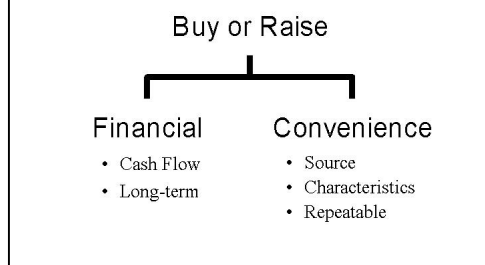 Buy or Raise
Financial
• Cash Flow
• Long-term
Convenience
• Source
• Characteristics
• Repeatable